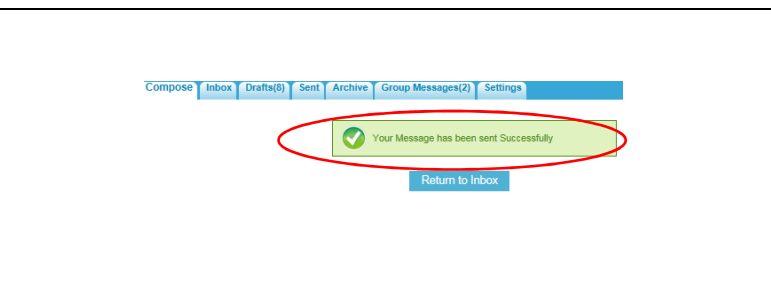 Compose Inbox Drafts(8) Sent Archive Group Messages(2) Settings
Your Message has been sent Successfully
Return to Inbox